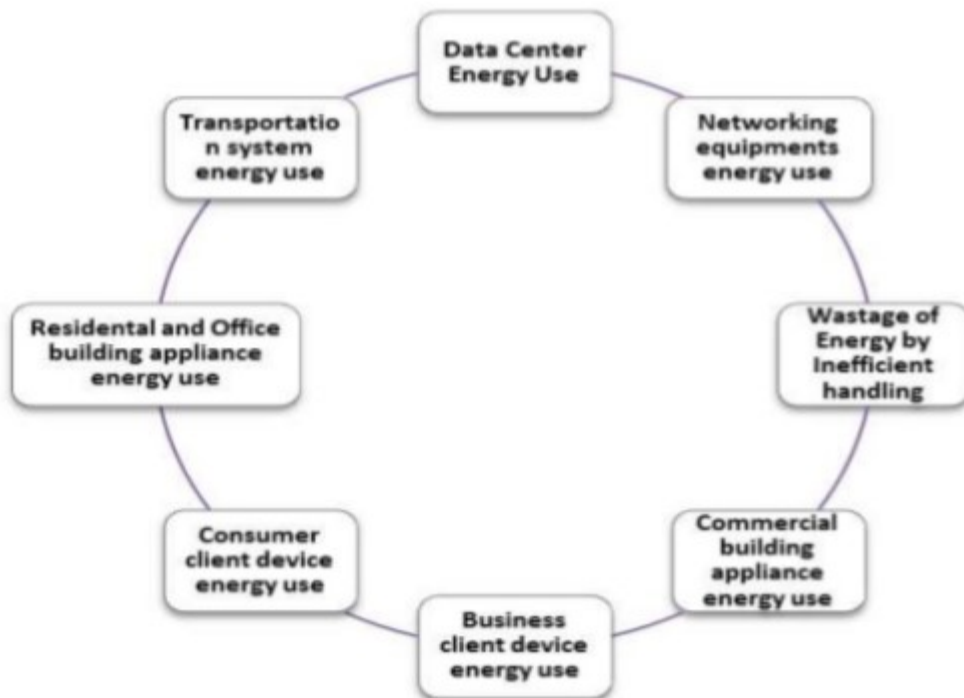 Data Center
Energy Use
Networking
equipments
energy use
Wastage of
Energy by
Inefficient
handling
Commercial
building
appliance
energy use
Business
client device
energy use
Consumer
client device
energy use
Residental and Office
building appliance
energy use
Transportatio
n system
energy use